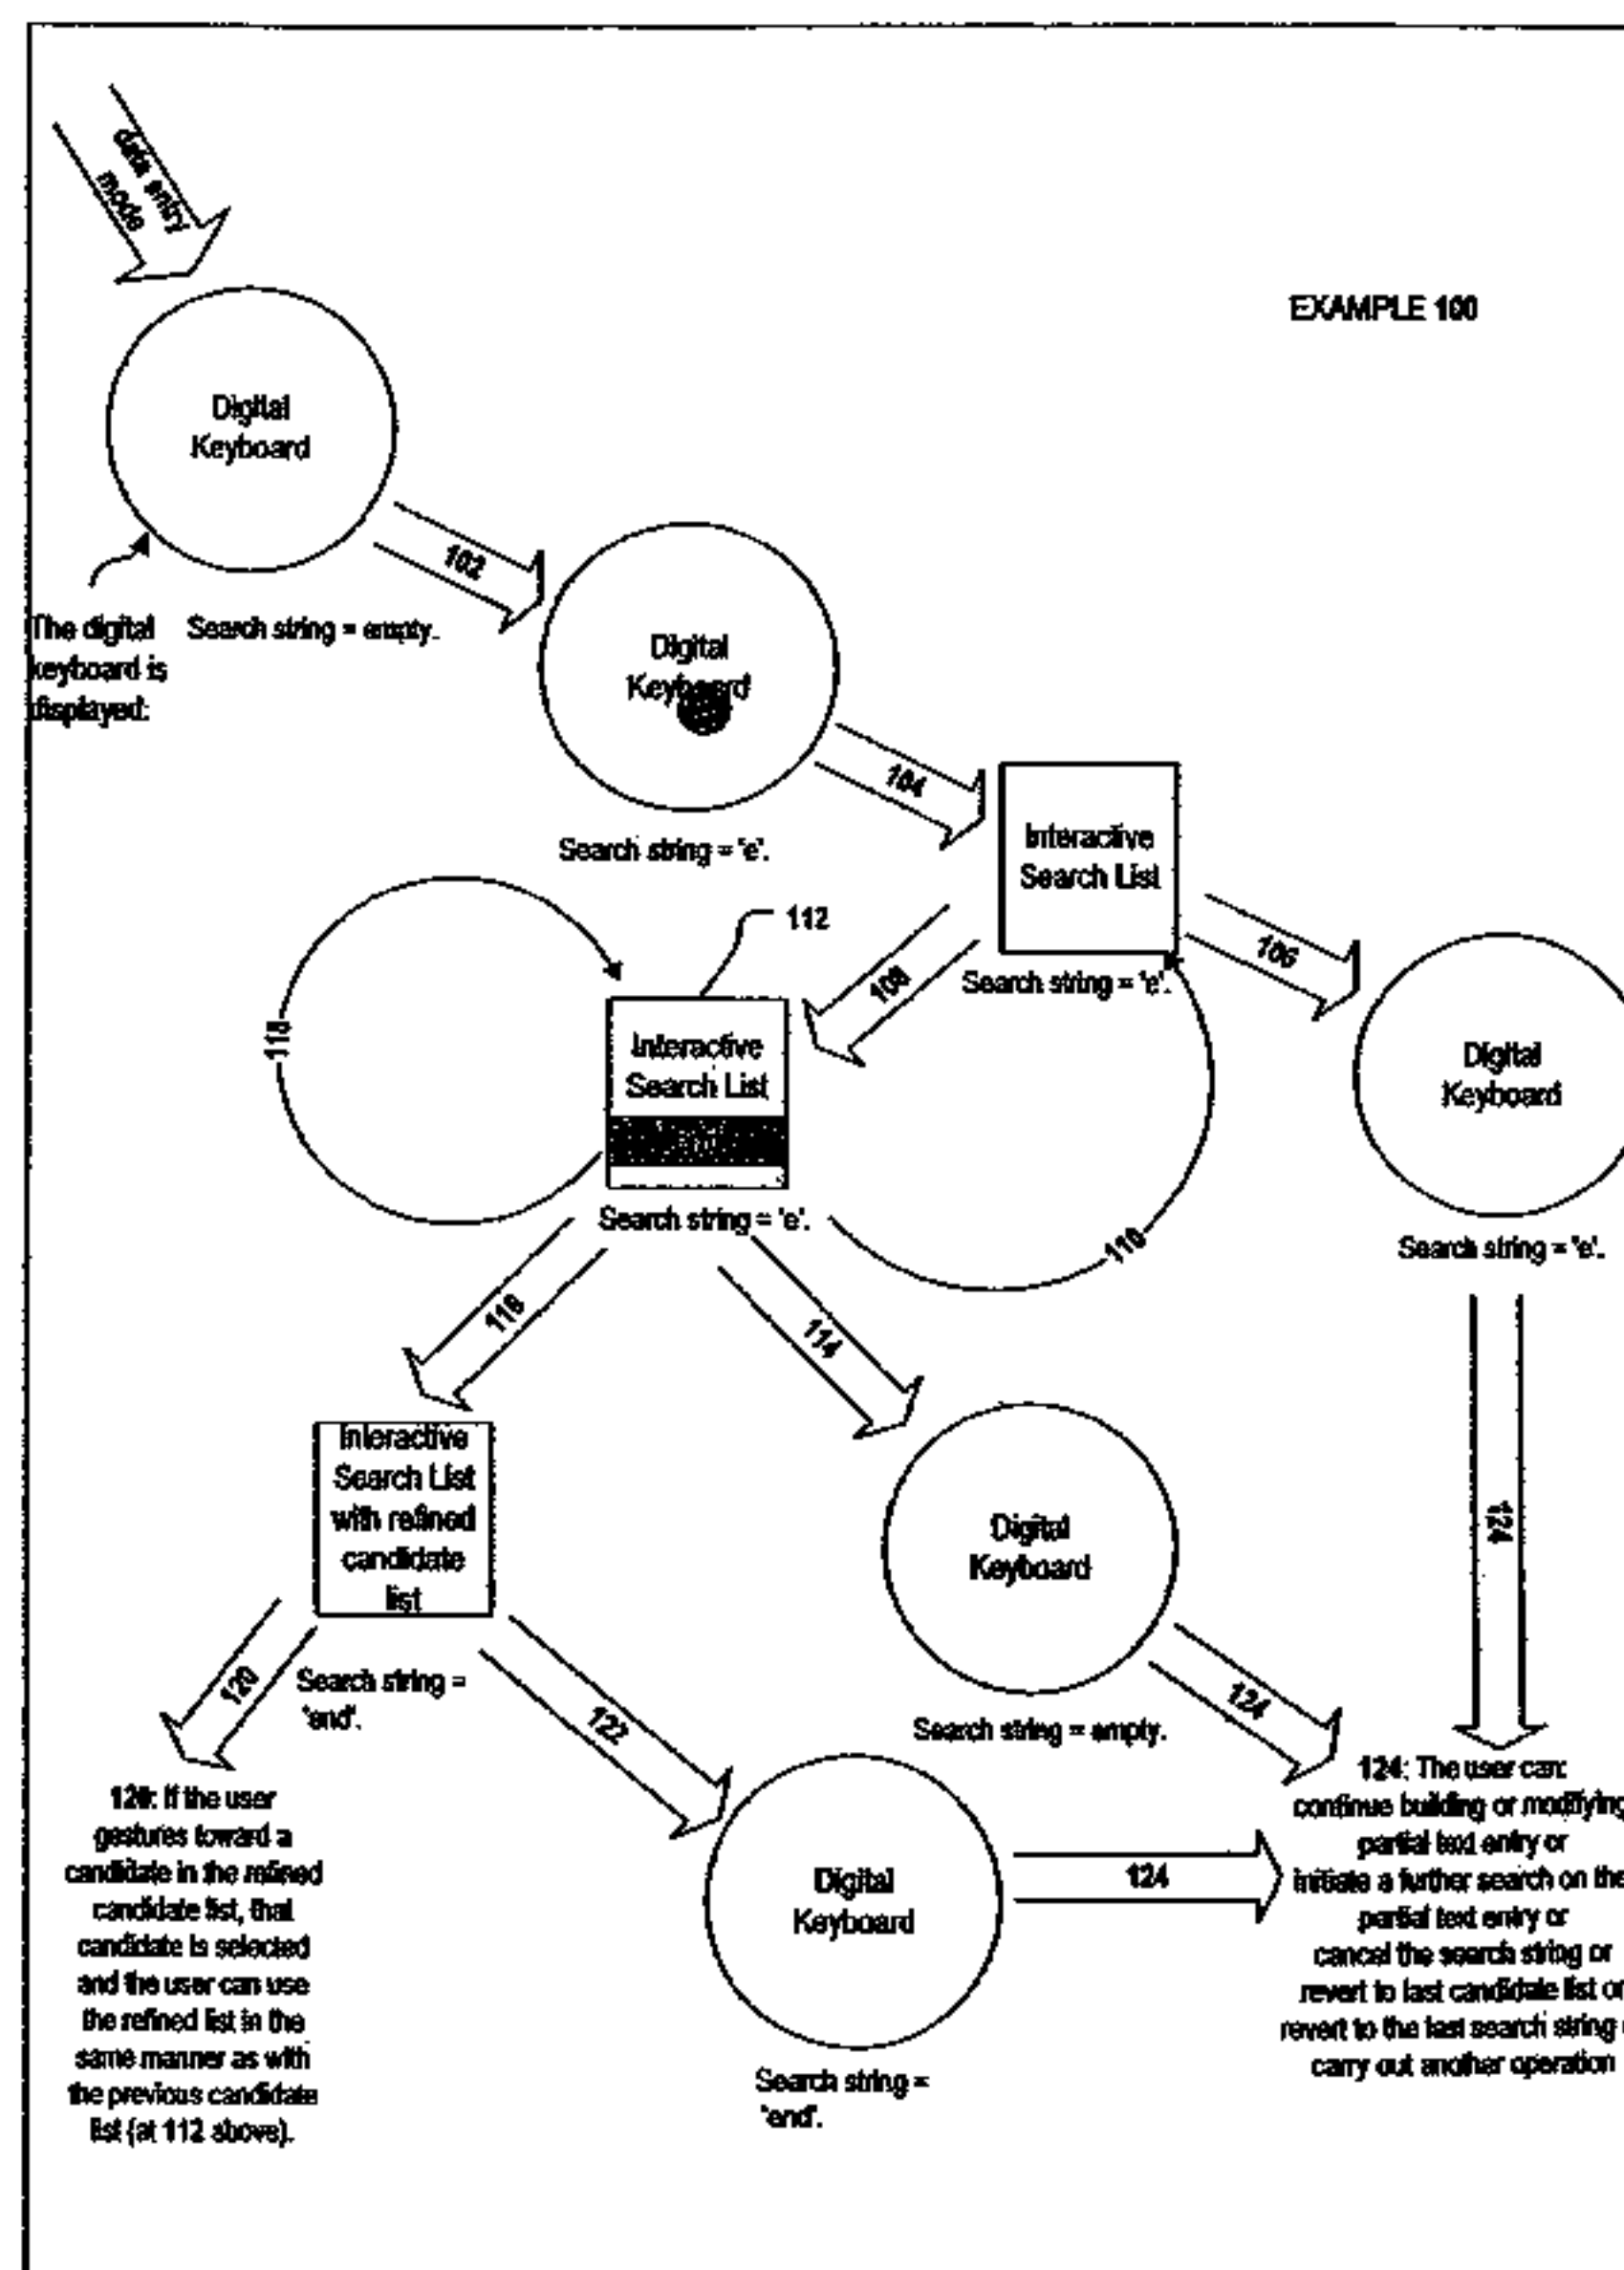 data entry
mode
EXAMPLE 100
Digital
Keyboard
102
The digital
keyboard is
displayed:
Search string = empty.
Digital
Keyboard
104
Search string = 'e'.
Interactive
Search List
106
Search string = 'e'.
112
108
Interactive
Search List
Digital
Keyboard
Search string = 'e'.
110
Search string = 'e'.
114
Interactive
Search List
with refined
candidate
list
Digital
Keyboard
124
120
Search string =
'end'.
122
124
Search string = empty.
120: If the user
gestures toward a
candidate in the refined
candidate list, that
candidate is selected
and the user can use
the refined list in the
same manner as with
the previous candidate
list (at 112 above).
Digital
Keyboard
124
Search string =
'end'.
124: The user can:
continue building or modifying
partial text entry or
initiate a further search on the
partial text entry or
cancel the search string or
revert to last candidate list or
revert to the last search string
carry out another operation